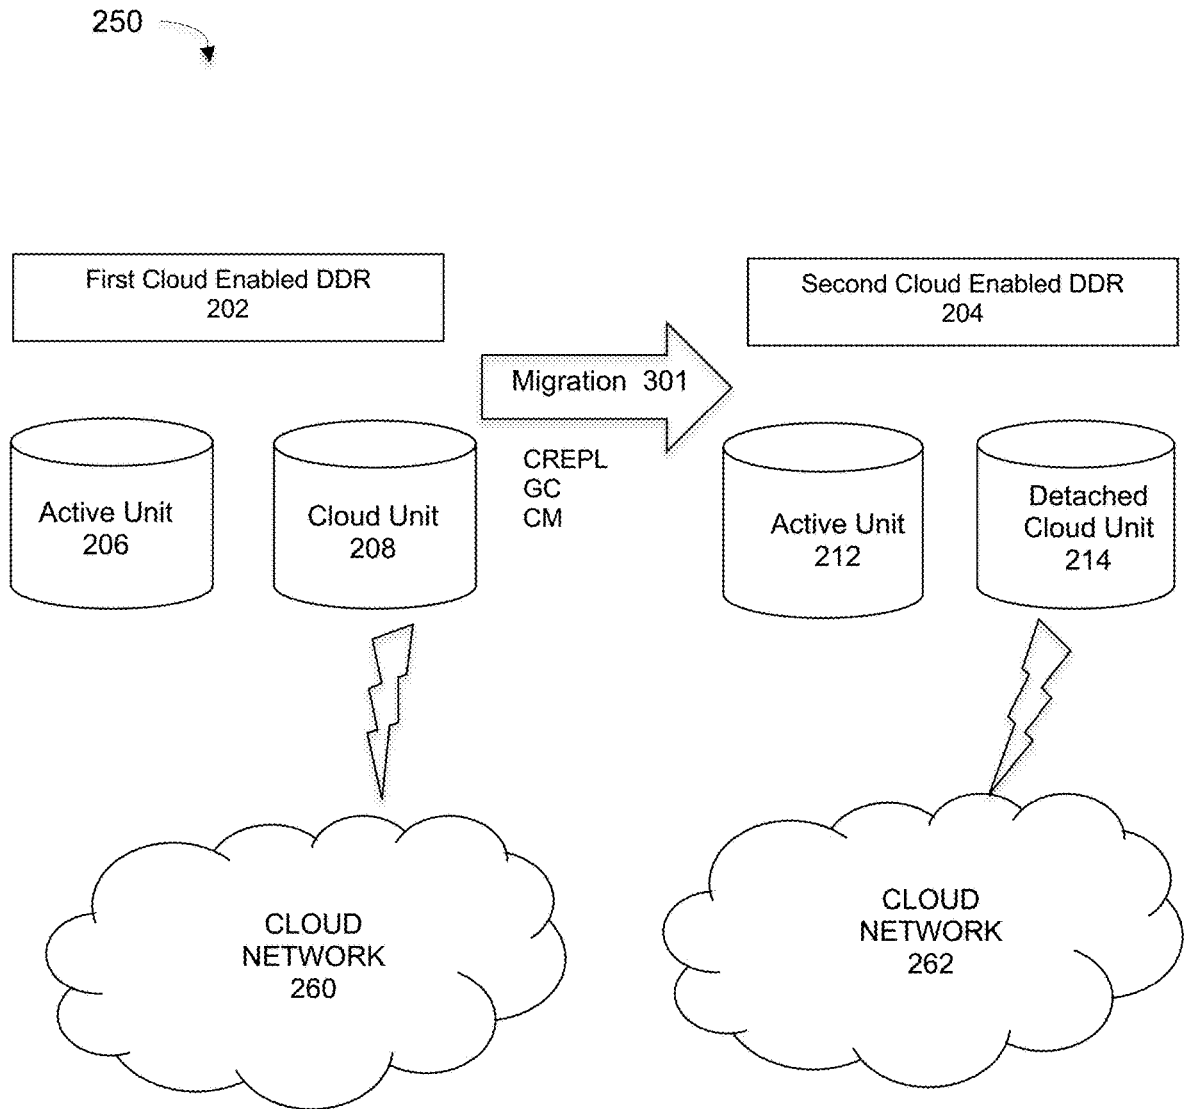 250
First Cloud Enabled DDR
202
Second Cloud Enabled DDR
204
Migration 301
CREPL
GC
CM
Active Unit
206
Cloud Unit
208
Active Unit
212
Detached
Cloud Unit
214
CLOUD
NETWORK
260
CLOUD
NETWORK
262